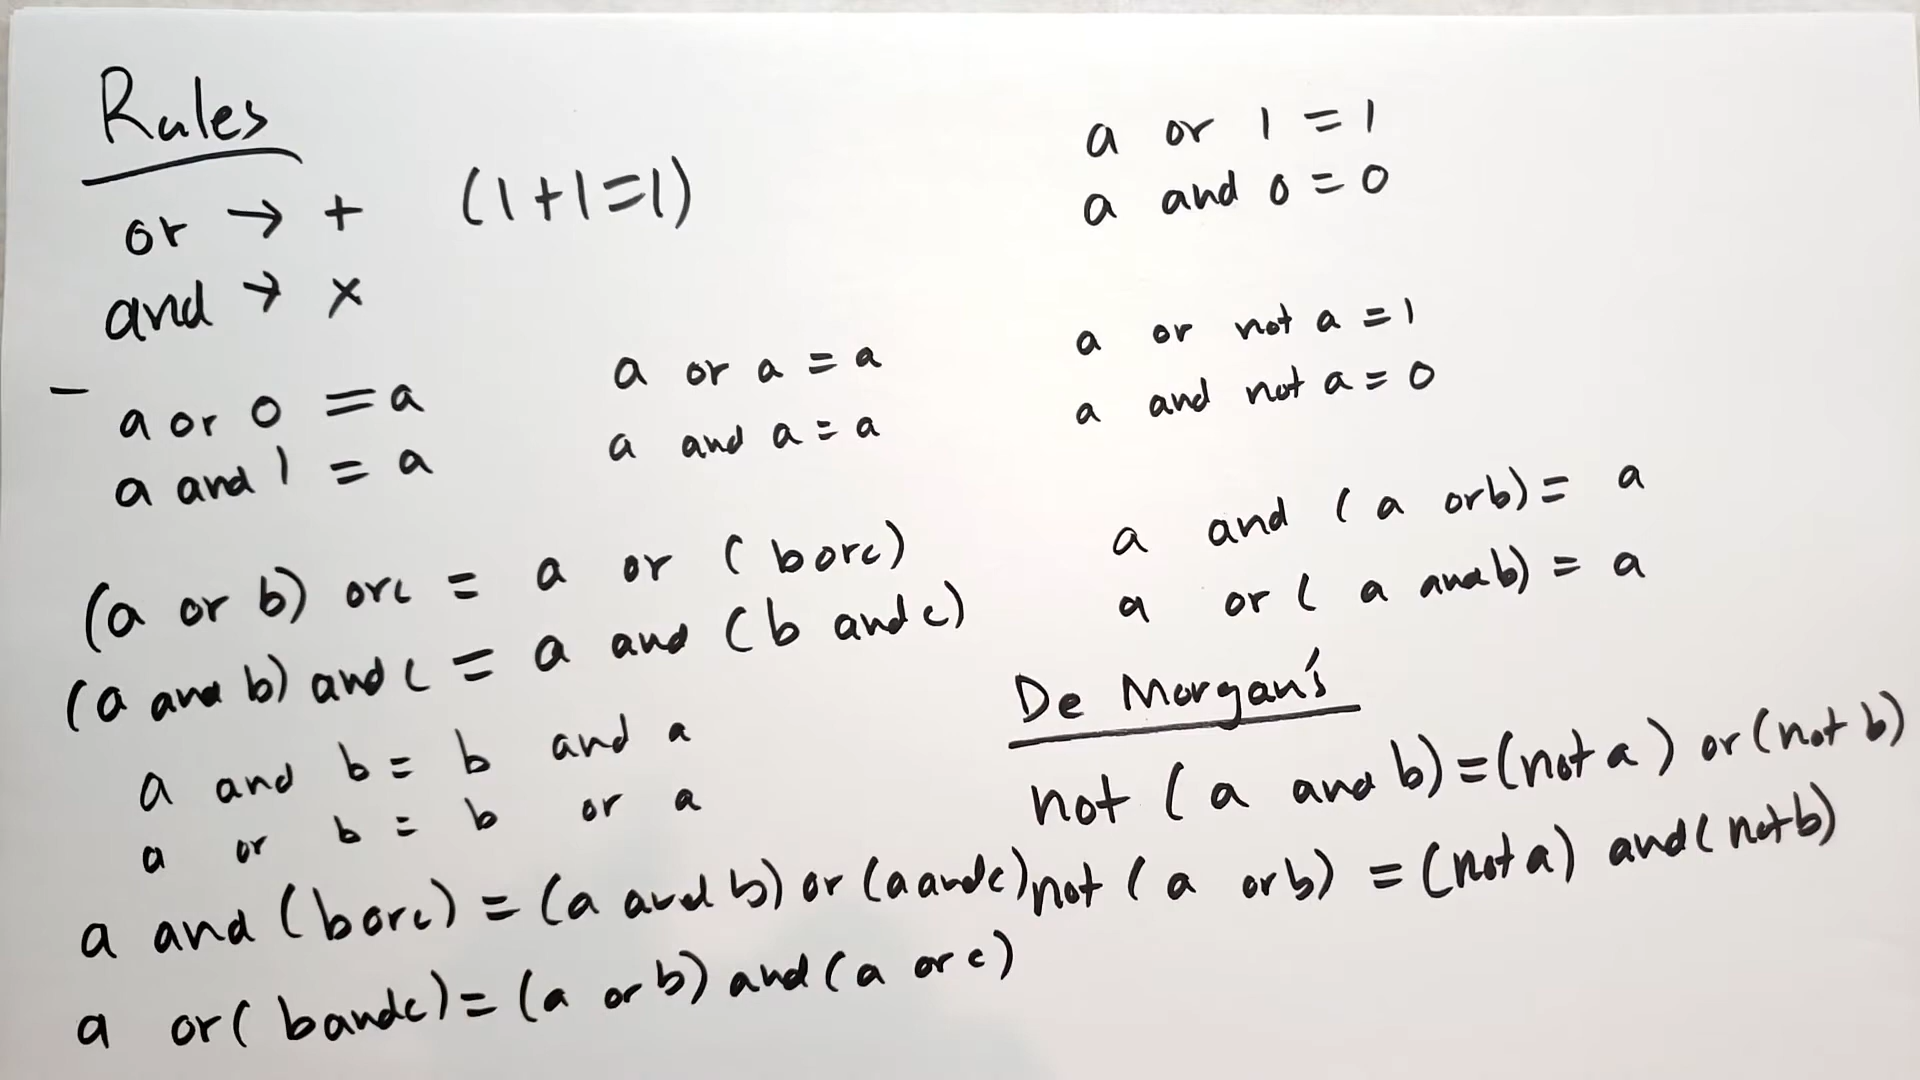 Rules
or → + (1+1=1)
and → ×
a or 0 = a
a and 1 = a
a or a = a
a and a = a
(a or b) or c = a or (b or c)
(a and b) and c = a and (b and c)
a and b = b and a
a or b = b or a
a and (b or c) = (a and b) or (a and c)
a or (b and c) = (a or b) and (a or c)
a or 1 = 1
a and 0 = 0
a or not a = 1
a and not a = 0
a and (a or b) = a
a or (a and b) = a
De Morgan's
not (a and b) = (not a) or (not b)
not (a or b) = (not a) and (not b)